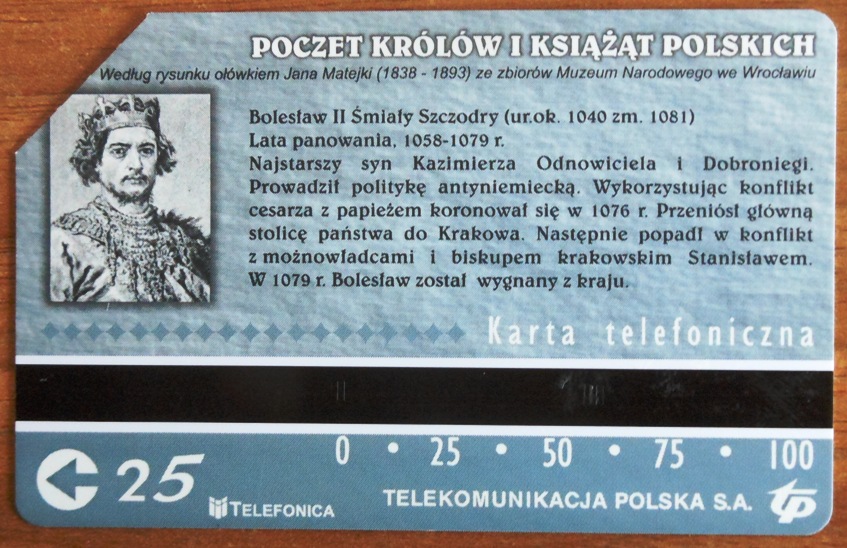 POCZET KRÓLÓW I KSIĄŻĄT POLSKICH
Według rysunku ołówkiem Jana Matejki (1838 - 1893) ze zbiorów Muzeum Narodowego we Wrocławiu
Bolesław II Śmiały Szczodry (ur.ok. 1040 zm. 1081)
Lata panowania, 1058-1079 r.
Najstarszy syn Kazimierza Odnowiciela i Dobroniegi.
Prowadził politykę antyniemiecką. Wykorzystując konflikt
cesarza z papieżem koronował się w 1076 r. Przeniósł główną
stolicę państwa do Krakowa. Następnie popadł w konflikt
z możnowładcami i biskupem krakowskim Stanisławem.
W 1079 r. Bolesław został wygnany z kraju.
Karta telefoniczna
0 • 25 • 50 • 75 • 100
25
TELEFONICA
TELEKOMUNIKACJA POLSKA S.A.
tp